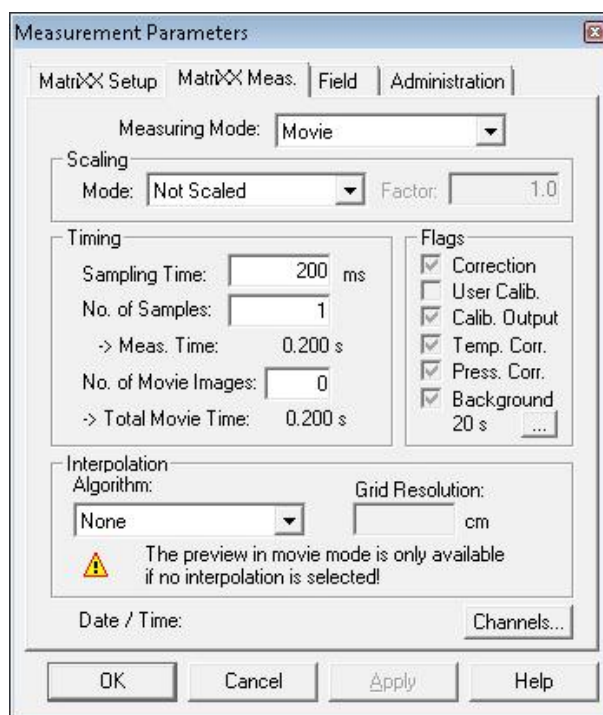 Measurement Parameters
MatriXX Setup MatriXX Meas. Field Administration
Measuring Mode: Movie
Scaling
Mode: Not Scaled Factor: 1.0
Timing
Sampling Time: 200 ms
No. of Samples: 1
-> Meas. Time: 0.200 s
No. of Movie Images: 0
-> Total Movie Time: 0.200 s
Flags
Correction
User Calib.
Calib. Output
Temp. Corr.
Press. Corr.
Background
20 s ...
Interpolation
Algorithm: Grid Resolution:
None cm
The preview in movie mode is only available
if no interpolation is selected!
Date / Time: Channels...
OK Cancel Apply Help